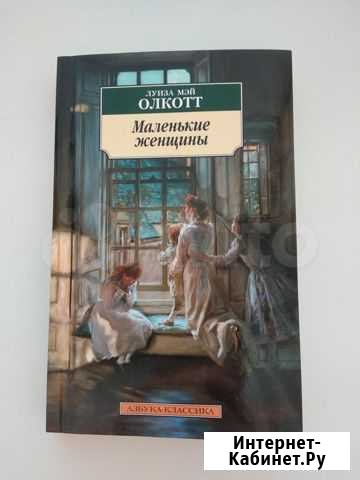 ЛУИЗА МЭЙ
ОЛКОТТ
Маленькие
женщины
АЗБУКА-КЛАССИКА
Интернет-
Кабинет.Ру